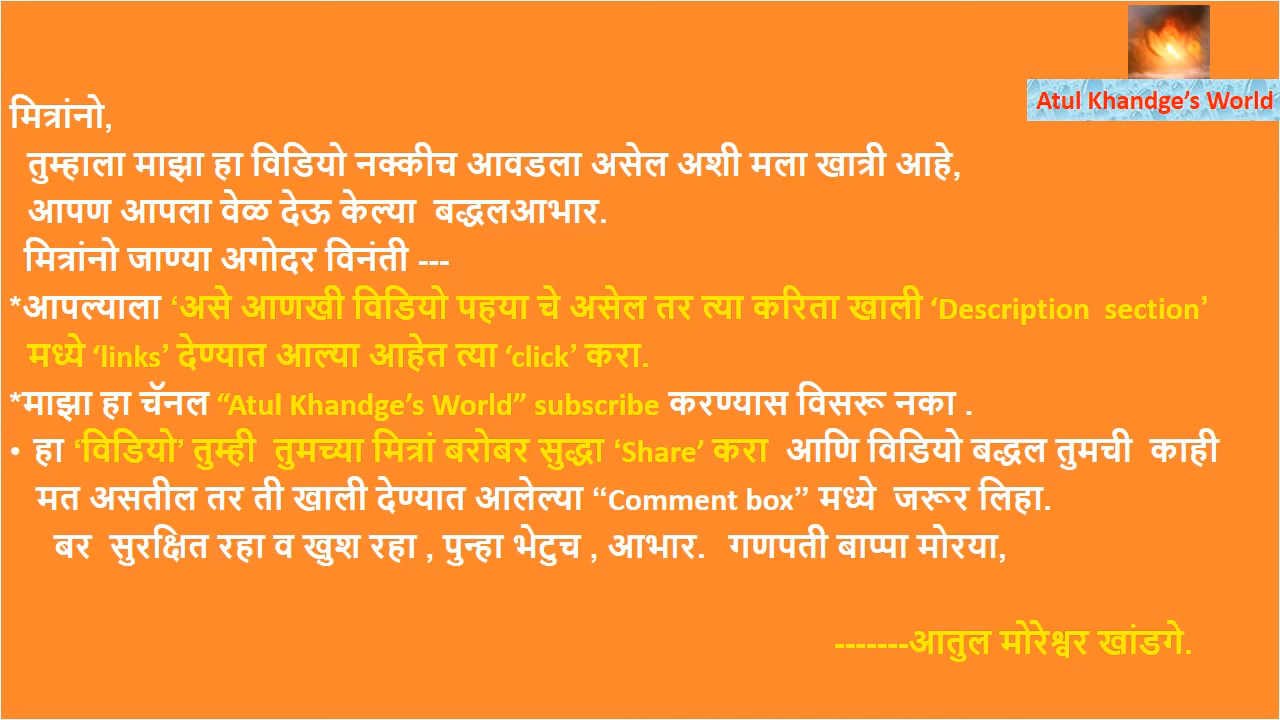 Atul Khandge’s World
मित्रांनो,
तुम्हाला माझा हा विडियो नक्कीच आवडला असेल अशी मला खात्री आहे,
आपण आपला वेळ देऊ केल्या बद्धलआभार.
मित्रांनो जाण्या अगोदर विनंती ---
*आपल्याला ‘असे आणखी विडियो पहया चे असेल तर त्या करिता खाली ‘Description section’
मध्ये ‘links’ देण्यात आल्या आहेत त्या ‘click’ करा.
*माझा हा चॅनल “Atul Khandge’s World” subscribe करण्यास विसरू नका .
• हा ‘विडियो’ तुम्ही तुमच्या मित्रां बरोबर सुद्धा ‘Share’ करा आणि विडियो बद्धल तुमची काही
मत असतील तर ती खाली देण्यात आलेल्या “Comment box” मध्ये जरूर लिहा.
बर सुरक्षित रहा व खुश रहा , पुन्हा भेटुच , आभार. गणपती बाप्पा मोरया,
-------आतुल मोरेश्वर खांडगे.